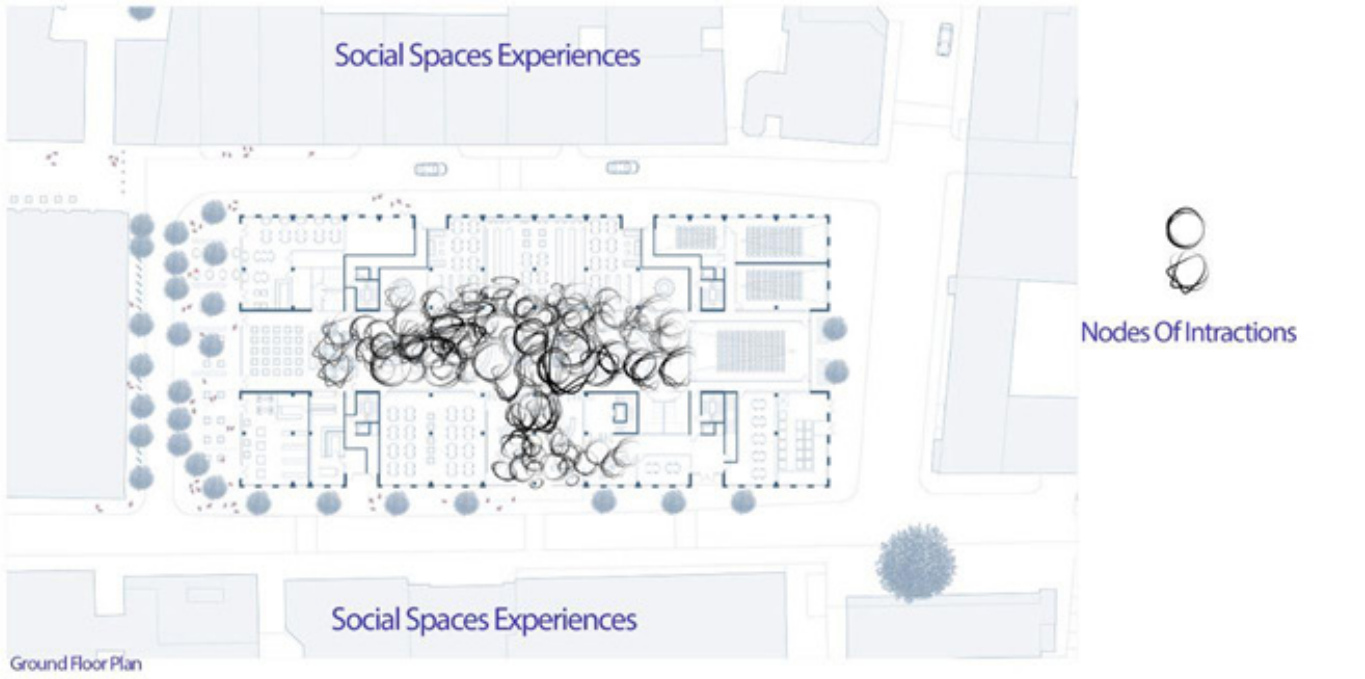 Social Spaces Experiences
Nodes Of Intractions
Social Spaces Experiences
Ground Floor Plan